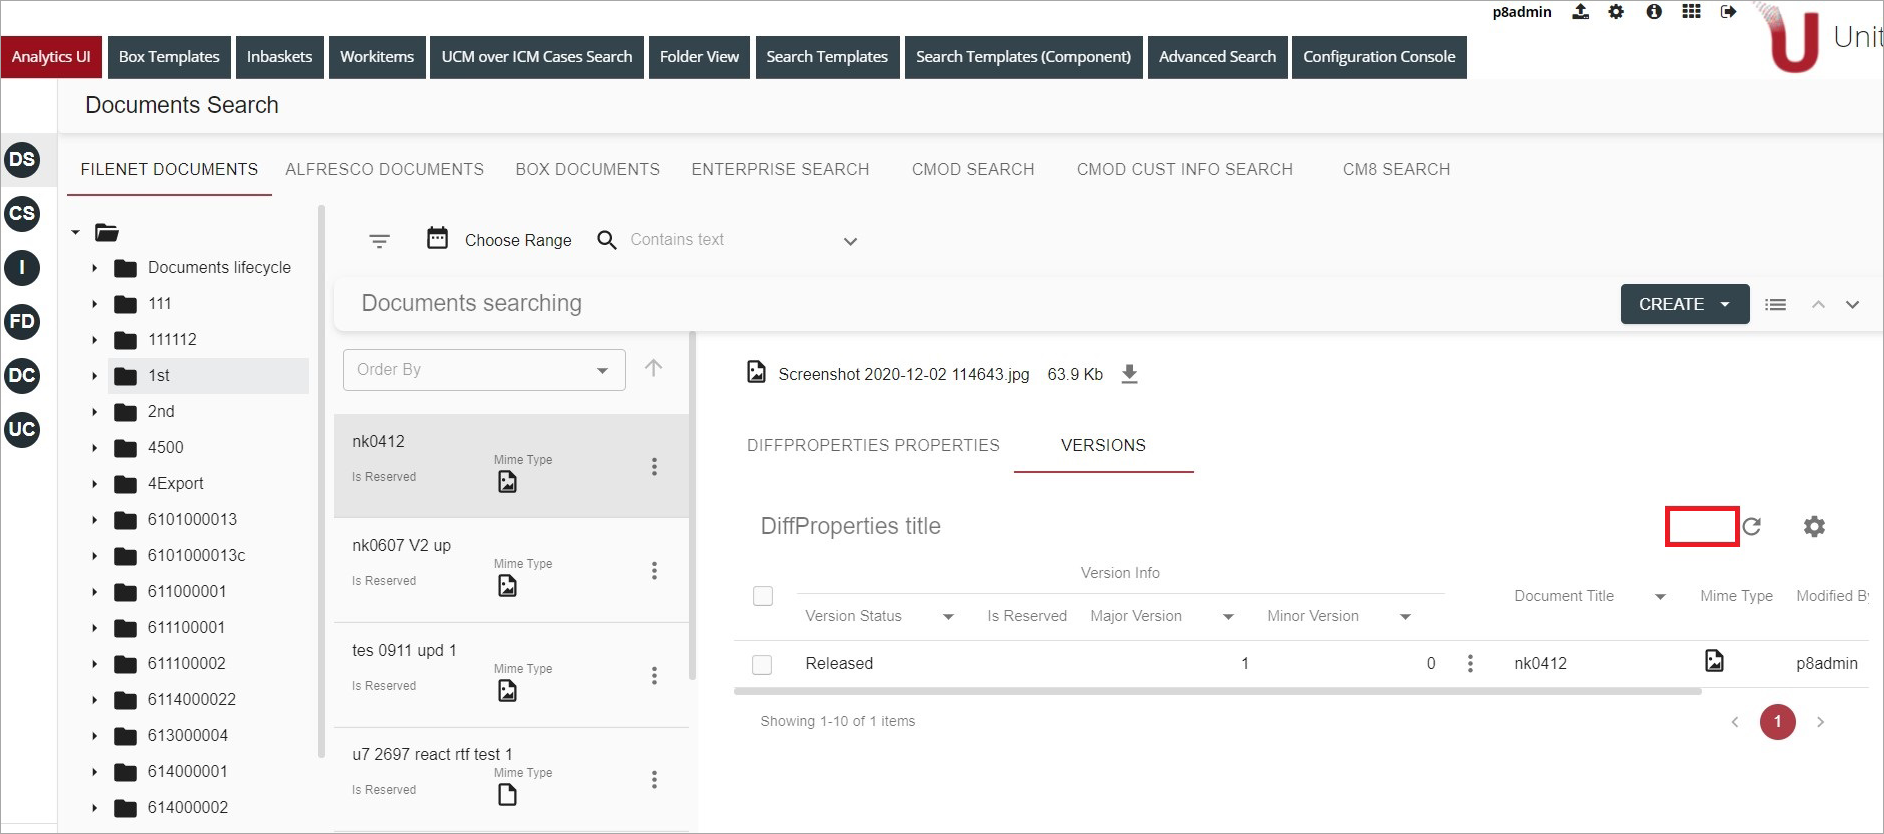 p8admin
Unit
Analytics UI Box Templates Inbaskets Workitems UCM over ICM Cases Search Folder View Search Templates Search Templates (Component) Advanced Search Configuration Console
Documents Search
DS
CS
I
FD
DC
UC
FILENET DOCUMENTS ALFRESCO DOCUMENTS BOX DOCUMENTS ENTERPRISE SEARCH CMOD SEARCH CMOD CUST INFO SEARCH CM8 SEARCH
Documents lifecycle
111
111112
1st
2nd
4500
4Export
6101000013
6101000013c
611000001
611100001
611100002
6114000022
613000004
614000001
614000002
Choose Range Contains text
Documents searching
CREATE
Order By
nk0412
Mime Type
Is Reserved
nk0607 V2 up
Mime Type
Is Reserved
tes 0911 upd 1
Mime Type
Is Reserved
u7 2697 react rtf test 1
Mime Type
Is Reserved
Screenshot 2020-12-02 114643.jpg 63.9 Kb
DIFFPROPERTIES PROPERTIES VERSIONS
DiffProperties title
Version Info
Version Status Is Reserved Major Version Minor Version Document Title Mime Type Modified By
Released 1 0 nk0412 p8admin
Showing 1-10 of 1 items
1